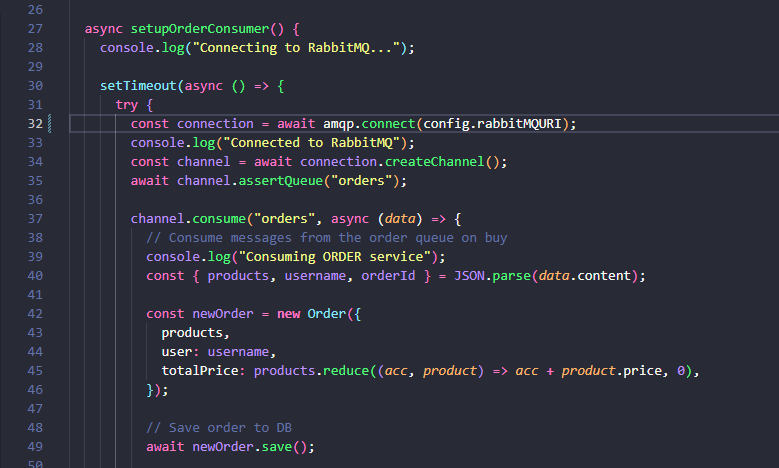 26
27 async setupOrderConsumer() {
28 console.log("Connecting to RabbitMQ...");
29
30 setTimeout(async () => {
31 try {
32 const connection = await amqp.connect(config.rabbitMQURI);
33 console.log("Connected to RabbitMQ");
34 const channel = await connection.createChannel();
35 await channel.assertQueue("orders");
36
37 channel.consume("orders", async (data) => {
38 // Consume messages from the order queue on buy
39 console.log("Consuming ORDER service");
40 const { products, username, orderId } = JSON.parse(data.content);
41
42 const newOrder = new Order({
43 products,
44 user: username,
45 totalPrice: products.reduce((acc, product) => acc + product.price, 0),
46 });
47
48 // Save order to DB
49 await newOrder.save();
50